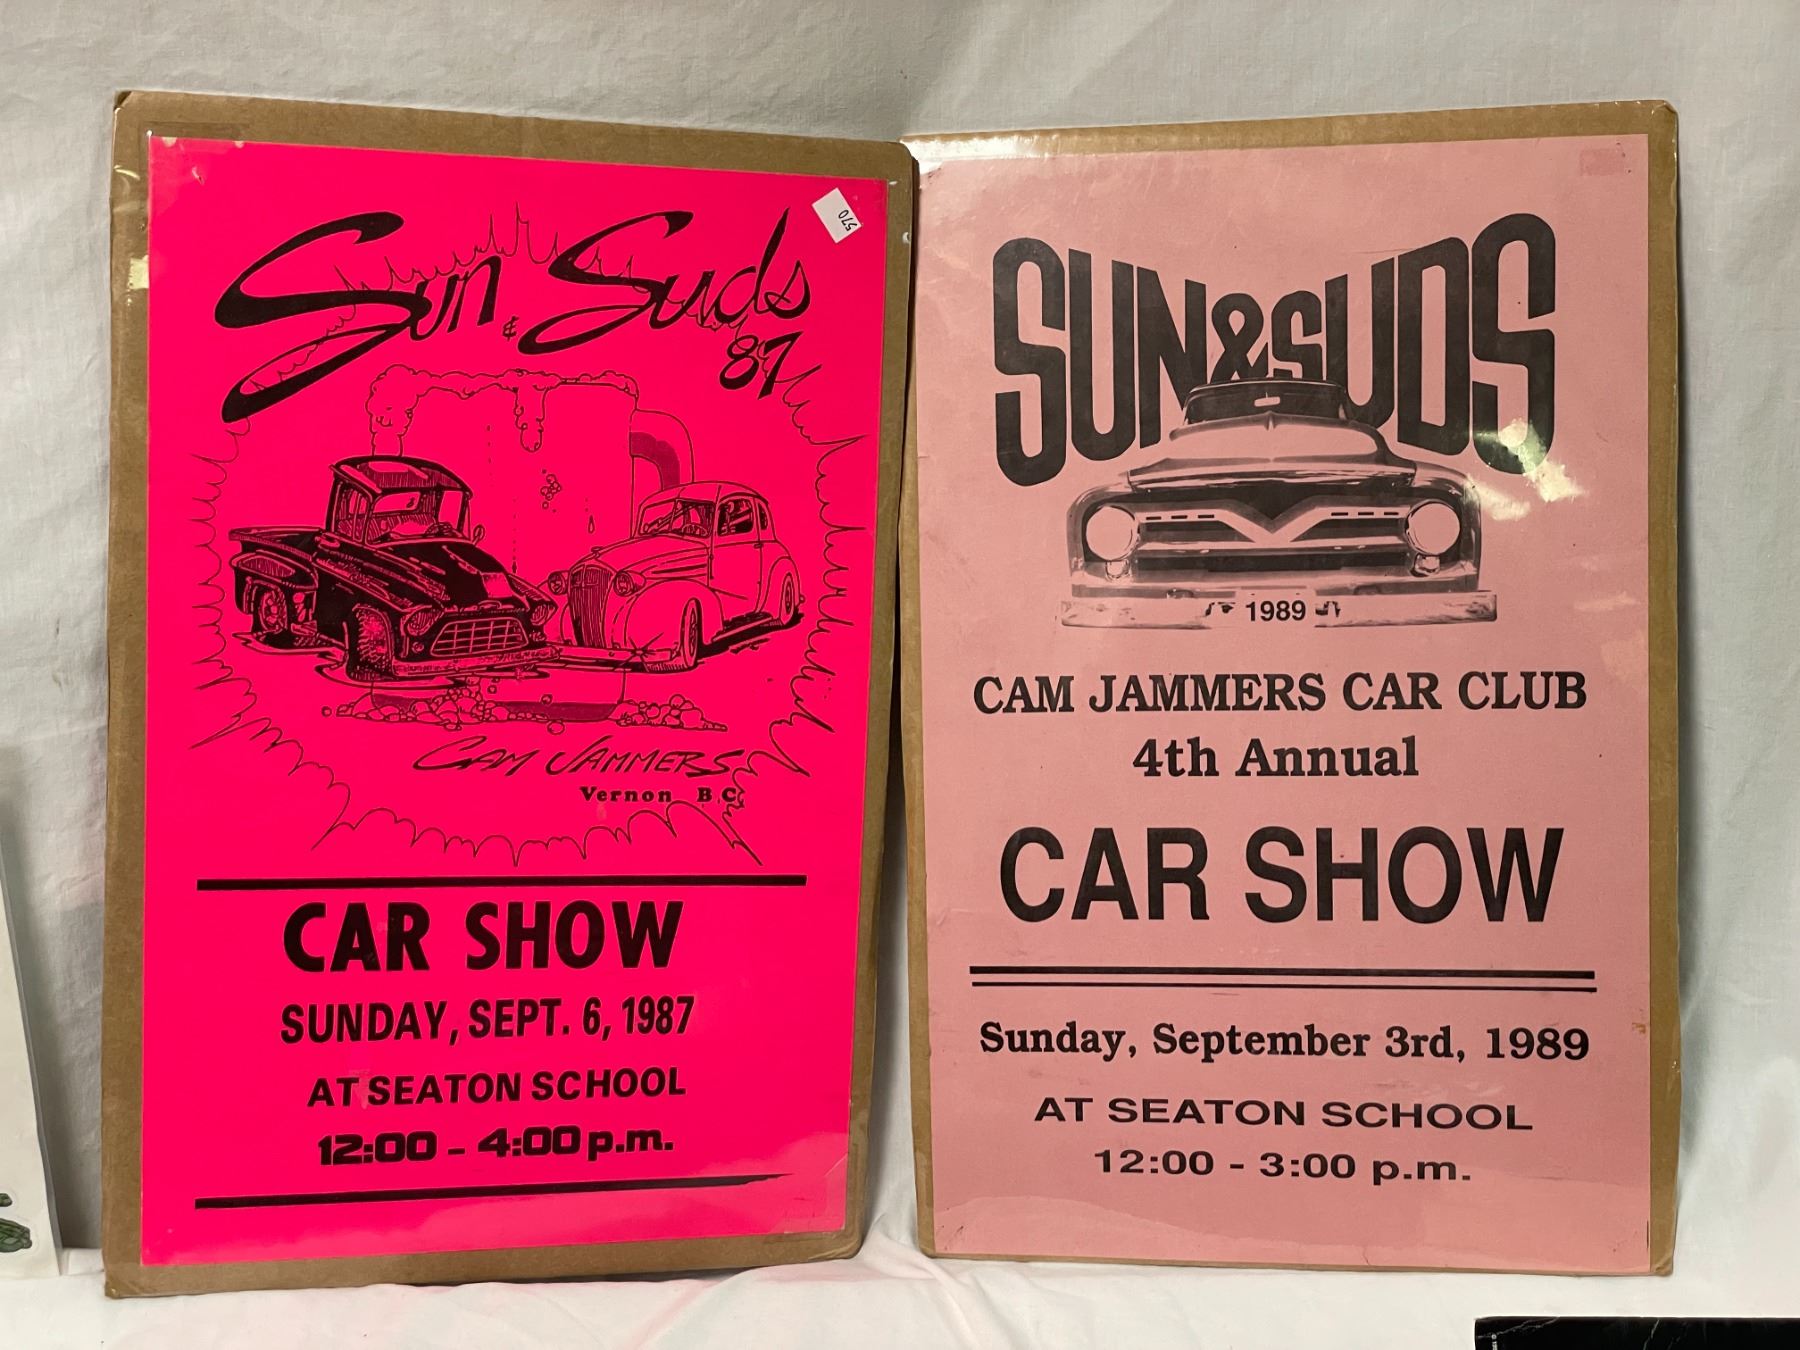 Sun & Suds
87
570
Cam Jammers
Vernon B.C.
CAR SHOW
SUNDAY, SEPT. 6, 1987
AT SEATON SCHOOL
12:00 - 4:00 p.m.
SUN & SUDS
1989
CAM JAMMERS CAR CLUB
4th Annual
CAR SHOW
Sunday, September 3rd, 1989
AT SEATON SCHOOL
12:00 - 3:00 p.m.